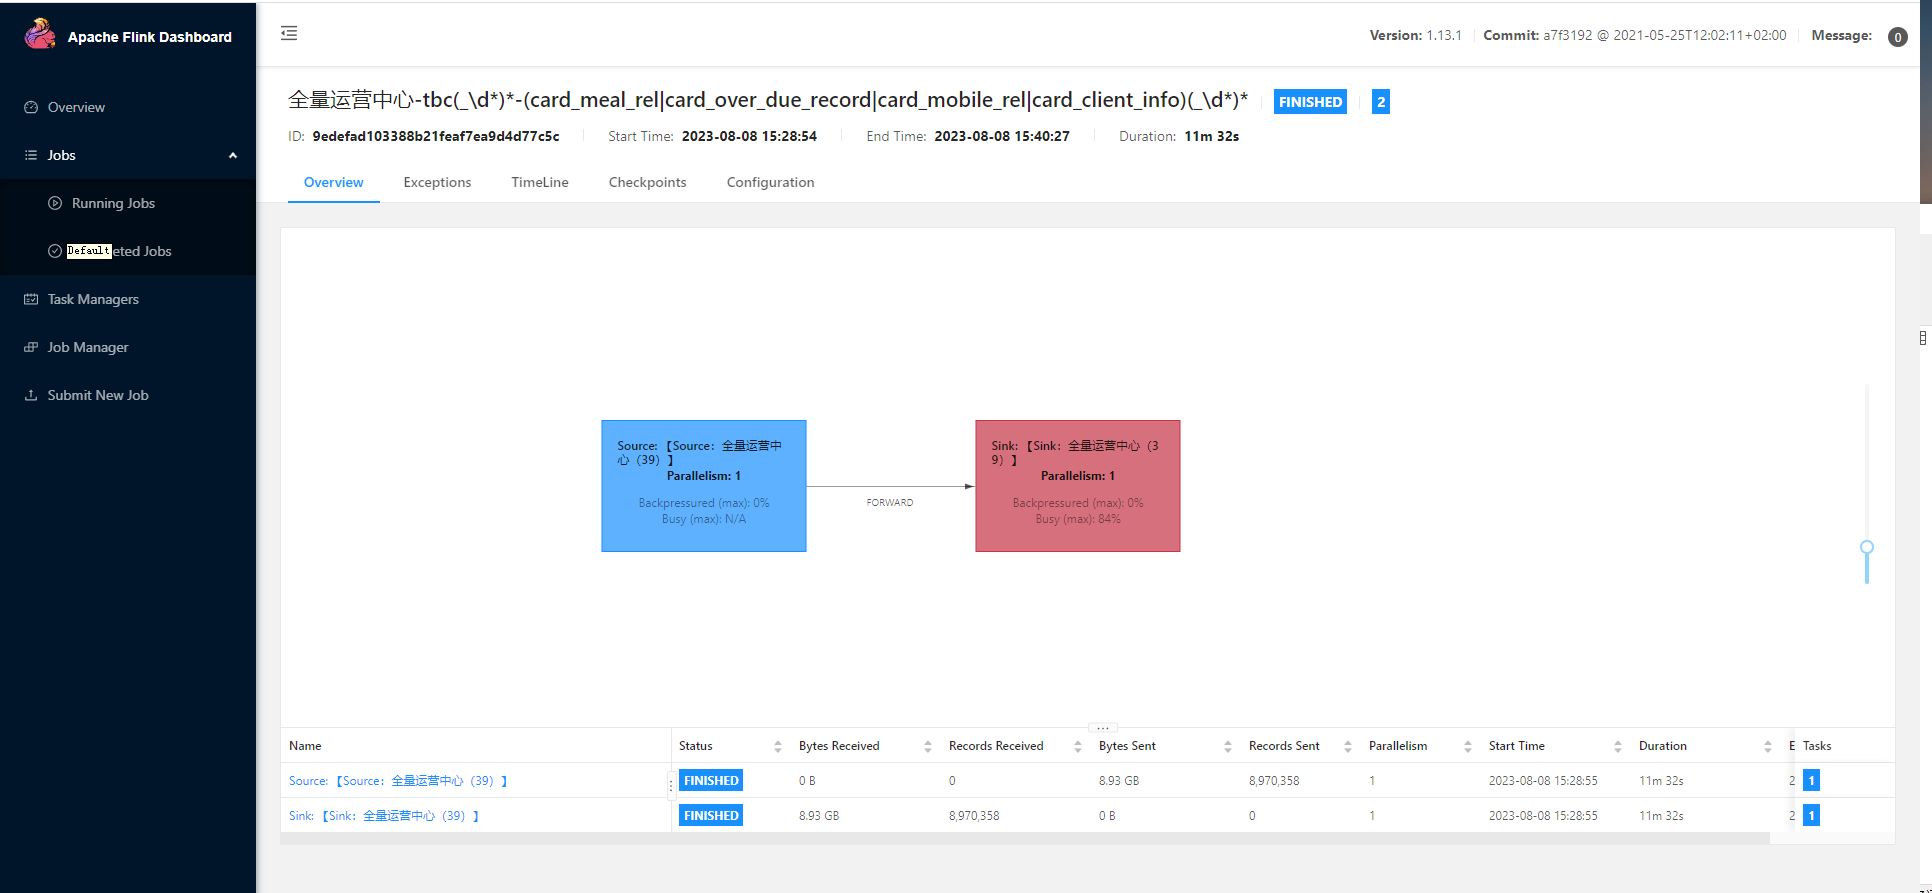 Apache Flink Dashboard
Version: 1.13.1 Commit: a7f3192 @ 2021-05-25T12:02:11+02:00 Message: 0
Overview
Jobs
Running Jobs
Default eted Jobs
Task Managers
Job Manager
Submit New Job
全量运营中心-tbc(_\d*)*-(card_meal_rel|card_over_due_record|card_mobile_rel|card_client_info)(_\d*)* FINISHED 2
ID: 9edefad103388b21feaf7ea9d4d77c5c Start Time: 2023-08-08 15:28:54 End Time: 2023-08-08 15:40:27 Duration: 11m 32s
Overview Exceptions TimeLine Checkpoints Configuration
Source: 【Source：全量运营中
心（39）】
Parallelism: 1
Backpressured (max): 0%
Busy (max): N/A
FORWARD
Sink: 【Sink：全量运营中心（3
9）】
Parallelism: 1
Backpressured (max): 0%
Busy (max): 84%
Name Status Bytes Received Records Received Bytes Sent Records Sent Parallelism Start Time Duration E Tasks
Source: 【Source：全量运营中心（39）】 FINISHED 0 B 0 8.93 GB 8,970,358 1 2023-08-08 15:28:55 11m 32s 2 1
Sink: 【Sink：全量运营中心（39）】 FINISHED 8.93 GB 8,970,358 0 B 0 1 2023-08-08 15:28:55 11m 32s 2 1